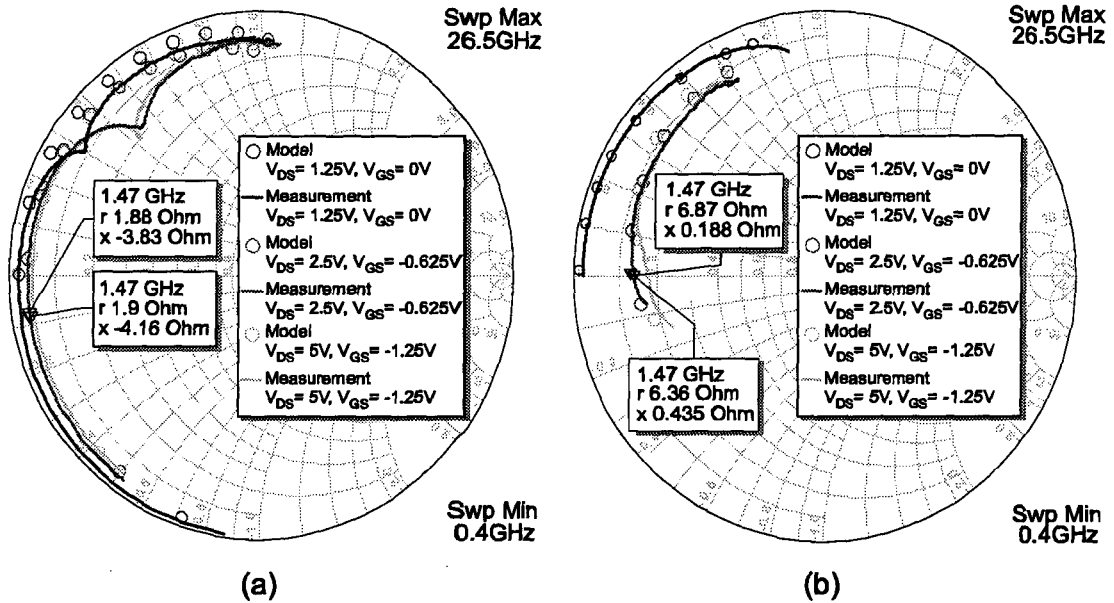 Swp Max
26.5GHz
1.47 GHz
r 1.88 Ohm
x -3.83 Ohm
1.47 GHz
r 1.9 Ohm
x -4.16 Ohm
Model
VDS= 1.25V, VGS= 0V
Measurement
VDS= 1.25V, VGS= 0V
Model
VDS= 2.5V, VGS= -0.625V
Measurement
VDS= 2.5V, VGS= -0.625V
Model
VDS= 5V, VGS= -1.25V
Measurement
VDS= 5V, VGS= -1.25V
Swp Min
0.4GHz
(a)
Swp Max
26.5GHz
1.47 GHz
r 6.87 Ohm
x 0.188 Ohm
1.47 GHz
r 6.36 Ohm
x 0.435 Ohm
Model
VDS= 1.25V, VGS= 0V
Measurement
VDS= 1.25V, VGS= 0V
Model
VDS= 2.5V, VGS= -0.625V
Measurement
VDS= 2.5V, VGS= -0.625V
Model
VDS= 5V, VGS= -1.25V
Measurement
VDS= 5V, VGS= -1.25V
Swp Min
0.4GHz
(b)